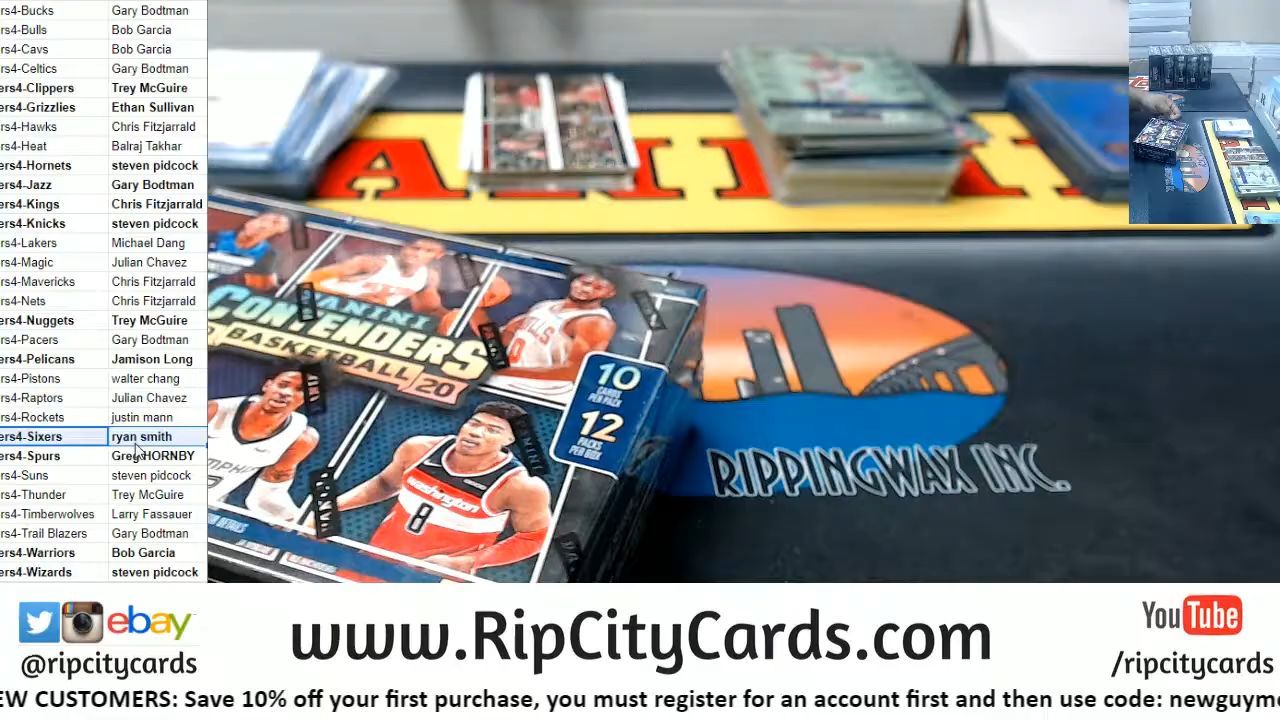 rs4-Bucks Gary Bodtman
rs4-Bulls Bob Garcia
rs4-Cavs Bob Garcia
rs4-Celtics Gary Bodtman
ers4-Clippers Trey McGuire
ers4-Grizzlies Ethan Sullivan
rs4-Hawks Chris Fitzjarrald
rs4-Heat Balraj Takhar
ers4-Hornets steven pidcock
ers4-Jazz Gary Bodtman
ers4-Kings Chris Fitzjarrald
ers4-Knicks steven pidcock
rs4-Lakers Michael Dang
rs4-Magic Julian Chavez
rs4-Mavericks Chris Fitzjarrald
rs4-Nets Chris Fitzjarrald
ers4-Nuggets Trey McGuire
rs4-Pacers Gary Bodtman
ers4-Pelicans Jamison Long
rs4-Pistons walter chang
rs4-Raptors Julian Chavez
rs4-Rockets justin mann
ers4-Sixers ryan smith
ers4-Spurs Greg HORNBY
rs4-Suns steven pidcock
rs4-Thunder Trey McGuire
rs4-Timberwolves Larry Fassauer
rs4-Trail Blazers Gary Bodtman
ers4-Warriors Bob Garcia
ers4-Wizards steven pidcock
PANINI
CONTENDERS
BASKETBALL 20
10
CARDS
PER PACK
12
PACKS
PER BOX
washington
8
RIPPINGWAX INC.
ebay
@ripcitycards
www.RipCityCards.com
YouTube
/ripcitycards
EW CUSTOMERS: Save 10% off your first purchase, you must register for an account first and then use code: newguym